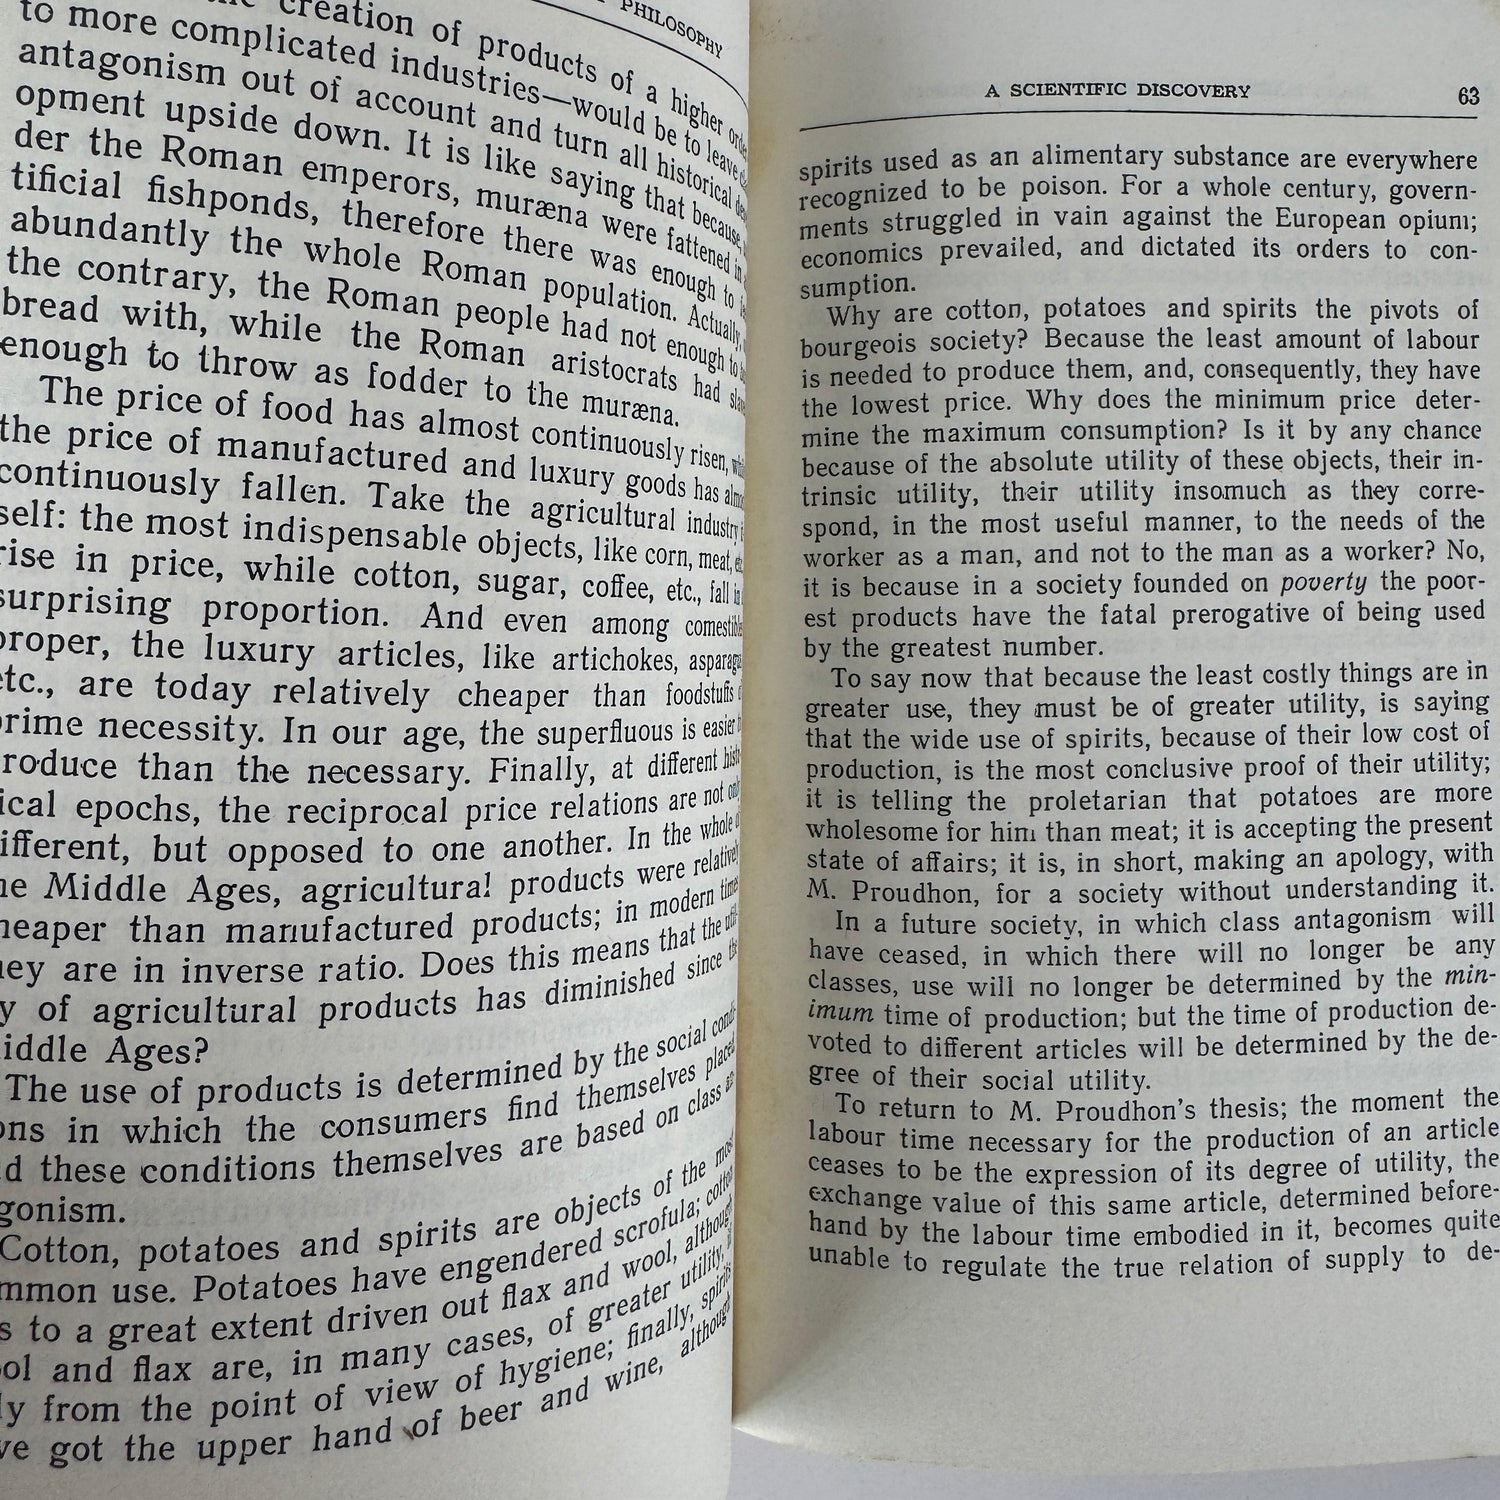 PHILOSOPHY
creation of products of a higher
to more complicated industries—would be to leave
antagonism out of account and turn all historical
opment upside down. It is like saying that because,
der the Roman emperors, muræna were fattened in
tificial fishponds, therefore there was enough to
abundantly the whole Roman population. Actually,
the contrary, the Roman people had not enough to
bread with, while the Roman aristocrats had
enough to throw as fodder to the muræna.
The price of food has almost continuously risen,
the price of manufactured and luxury goods has
continuously fallen. Take the agricultural industry
self: the most indispensable objects, like corn, meat,
rise in price, while cotton, sugar, coffee, etc., fall
surprising proportion. And even among
proper, the luxury articles, like artichokes,
etc., are today relatively cheaper than foodstuffs
prime necessity. In our age, the superfluous is easier
roduce than the necessary. Finally, at different
ical epochs, the reciprocal price relations are not
ifferent, but opposed to one another. In the whole
Middle Ages, agricultural products were relatively
heaper than manufactured products; in modern
ey are in inverse ratio. Does this means that the
y of agricultural products has diminished since
iddle Ages?
The use of products is determined by the social condi-
ons in which the consumers find themselves placed
d these conditions themselves are based on class
gonism.
Cotton, potatoes and spirits are objects of the most
mmon use. Potatoes have engendered scrofula;
s to a great extent driven out flax and wool, although
ol and flax are, in many cases, of greater utility,
ly from the point of view of hygiene; finally, spirits
ve got the upper hand of beer and wine, although
A SCIENTIFIC DISCOVERY 63
spirits used as an alimentary substance are everywhere
recognized to be poison. For a whole century, govern-
ments struggled in vain against the European opium;
economics prevailed, and dictated its orders to con-
sumption.
Why are cotton, potatoes and spirits the pivots of
bourgeois society? Because the least amount of labour
is needed to produce them, and, consequently, they have
the lowest price. Why does the minimum price deter-
mine the maximum consumption? Is it by any chance
because of the absolute utility of these objects, their in-
trinsic utility, their utility insomuch as they corre-
spond, in the most useful manner, to the needs of the
worker as a man, and not to the man as a worker? No,
it is because in a society founded on poverty the poor-
est products have the fatal prerogative of being used
by the greatest number.
To say now that because the least costly things are in
greater use, they must be of greater utility, is saying
that the wide use of spirits, because of their low cost of
production, is the most conclusive proof of their utility;
it is telling the proletarian that potatoes are more
wholesome for him than meat; it is accepting the present
state of affairs; it is, in short, making an apology, with
M. Proudhon, for a society without understanding it.
In a future society, in which class antagonism will
have ceased, in which there will no longer be any
classes, use will no longer be determined by the min-
imum time of production; but the time of production de-
voted to different articles will be determined by the de-
gree of their social utility.
To return to M. Proudhon's thesis; the moment the
labour time necessary for the production of an article
ceases to be the expression of its degree of utility, the
exchange value of this same article, determined before-
hand by the labour time embodied in it, becomes quite
unable to regulate the true relation of supply to de-